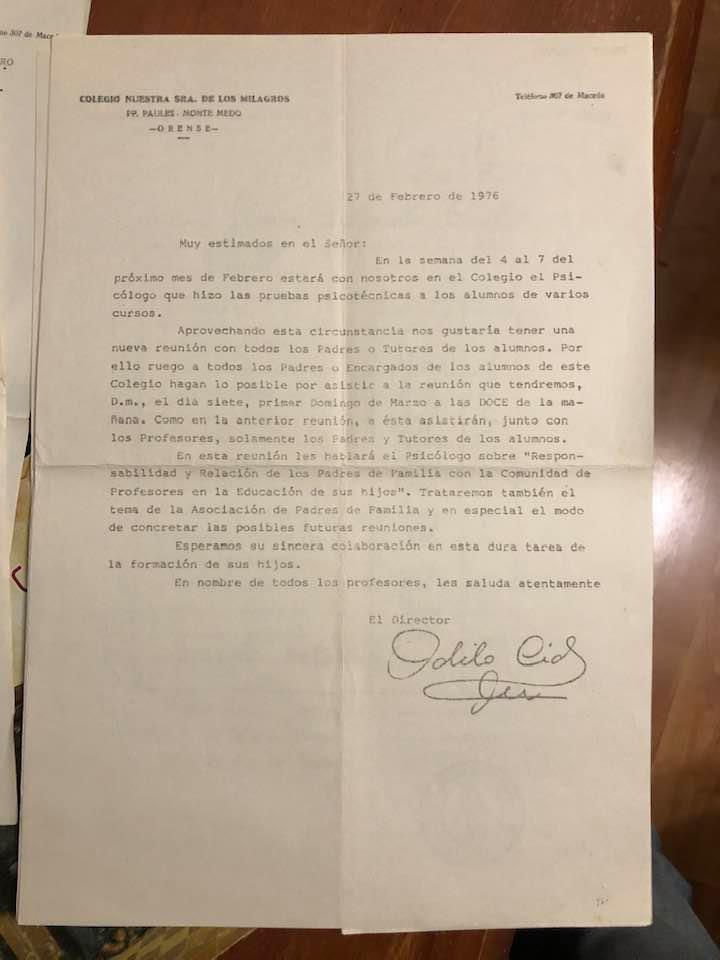 no 307 de Mace
RO
COLEGIO NUESTRA SRA. DE LOS MILAGROS
PP. PAULES - MONTE MEDO
—ORENSE—
Teléfono 307 de Maceda
27 de Febrero de 1976
Muy estimados en el Señor:
En la semana del 4 al 7 del
próximo mes de Febrero estará con nosotros en el Colegio el Psi-
cólogo que hizo las pruebas psicotécnicas a los alumnos de varios
cursos.
Aprovechando esta circunstancia nos gustaría tener una
nueva reunión con todos los Padres o Tutores de los alumnos. Por
ello ruego a todos los Padres o Encargados de los alumnos de este
Colegio hagan lo posible por asistir a la reunión que tendremos,
D.m., el día siete, primer Domingo de Marzo a las DOCE de la ma-
ñana. Como en la anterior reunión, a ésta asistirán, junto con
los Profesores, solamente los Padres y Tutores de los alumnos.
En esta reunión les hablará el Psicólogo sobre "Respon-
sabilidad y Relación de los Padres de Familia con la Comunidad de
Profesores en la Educación de sus hijos". Trataremos también el
tema de la Asociación de Padres de Familia y en especial el modo
de concretar las posibles futuras reuniones.
Esperamos su sincera colaboración en esta dura tarea de
la formación de sus hijos.
En nombre de todos los profesores, les saluda atentamente
El Director
Odilo Cid